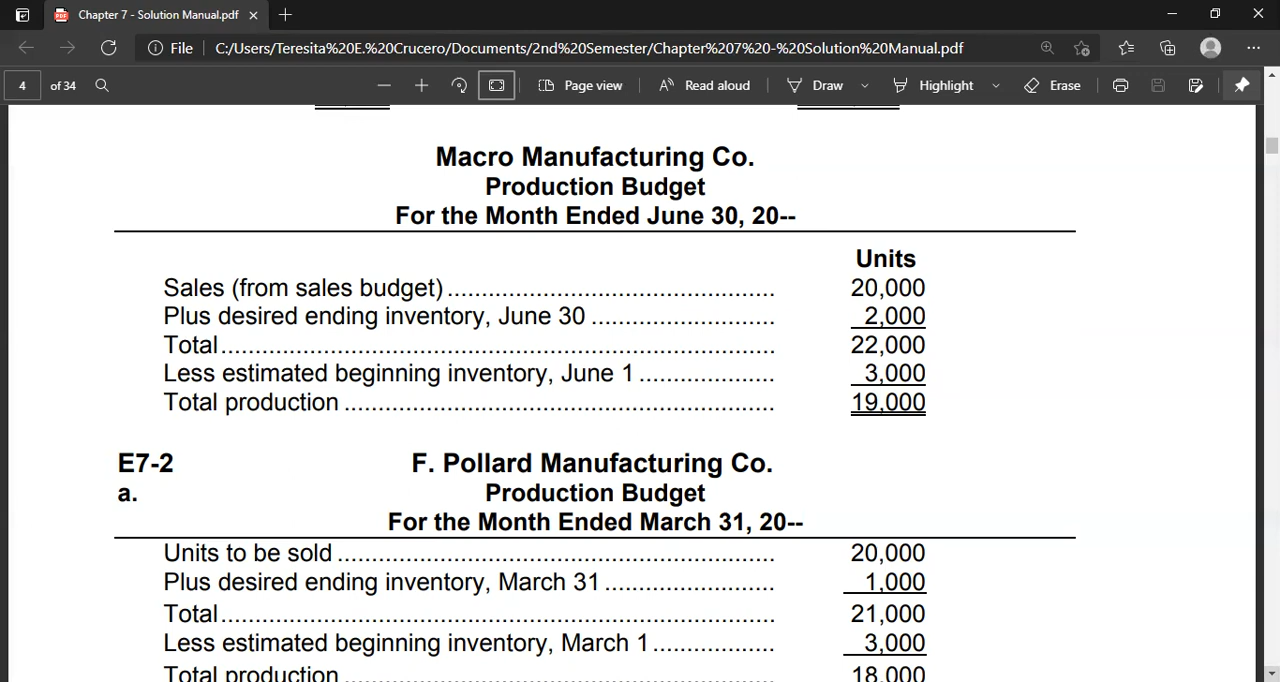 Chapter 7 - Solution Manual.pdf
File C:/Users/Teresita%20E.%20Crucero/Documents/2nd%20Semester/Chapter%207%20-%20Solution%20Manual.pdf
4 of 34 Page view Read aloud Draw Highlight Erase
Macro Manufacturing Co.
Production Budget
For the Month Ended June 30, 20--
Units
Sales (from sales budget) ................................................ 20,000
Plus desired ending inventory, June 30 ........................... 2,000
Total.................................................................................. 22,000
Less estimated beginning inventory, June 1 .................... 3,000
Total production ............................................................... 19,000
E7-2 F. Pollard Manufacturing Co.
a. Production Budget
For the Month Ended March 31, 20--
Units to be sold ................................................................ 20,000
Plus desired ending inventory, March 31 ......................... 1,000
Total.................................................................................. 21,000
Less estimated beginning inventory, March 1 .................. 3,000
Total production ............................................................... 18,000